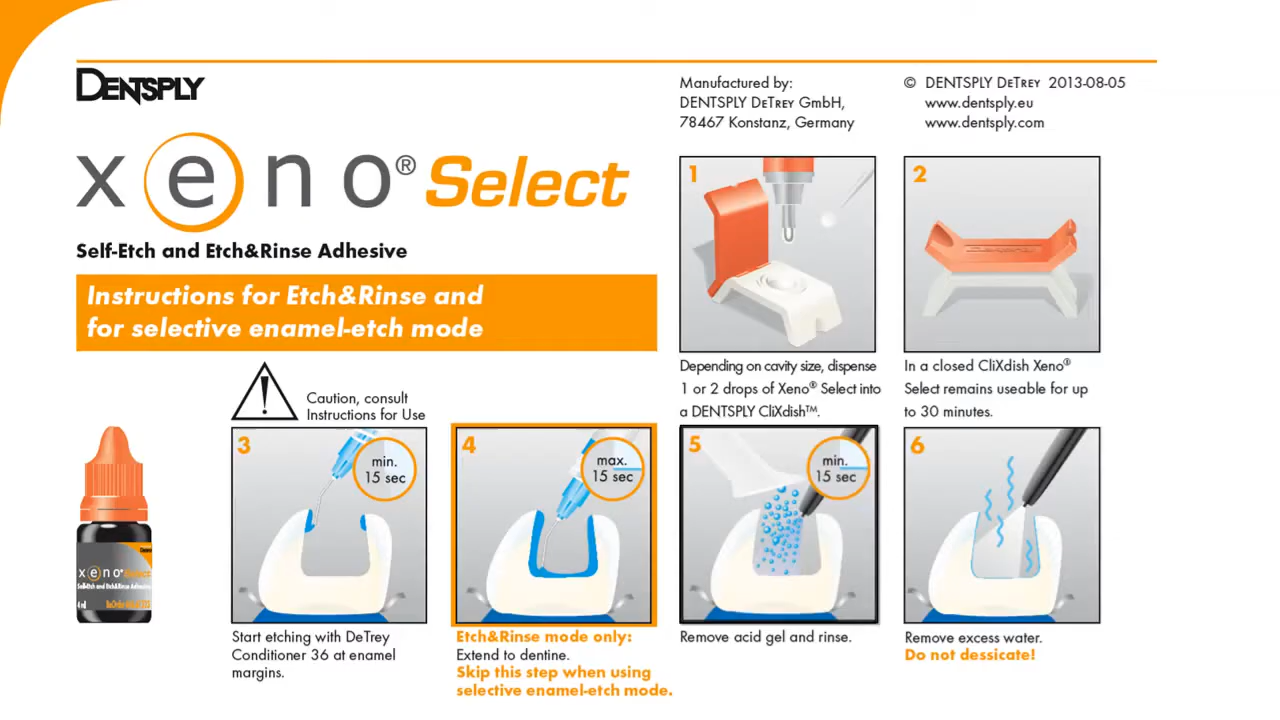 DENTSPLY
Manufactured by:
DENTSPLY DETREY GmbH,
78467 Konstanz, Germany
© DENTSPLY DETREY 2013-08-05
www.dentsply.eu
www.dentsply.com
xeno® Select
Self-Etch and Etch&Rinse Adhesive
Instructions for Etch&Rinse and
for selective enamel-etch mode
1
Depending on cavity size, dispense
1 or 2 drops of Xeno® Select into
a DENTSPLY CliXdish™.
2
In a closed CliXdish Xeno®
Select remains useable for up
to 30 minutes.
Caution, consult
Instructions for Use
xeno® Select
Self-Etch and Etch&Rinse Adhesive
3
min.
15 sec
Start etching with DeTrey
Conditioner 36 at enamel
margins.
4
max.
15 sec
Etch&Rinse mode only:
Extend to dentine.
Skip this step when using
selective enamel-etch mode.
5
min.
15 sec
Remove acid gel and rinse.
6
Remove excess water.
Do not dessicate!